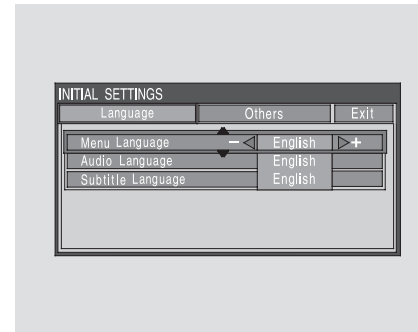 INITIAL SETTINGS
Language Others Exit
Menu Language − English +
Audio Language English
Subtitle Language English